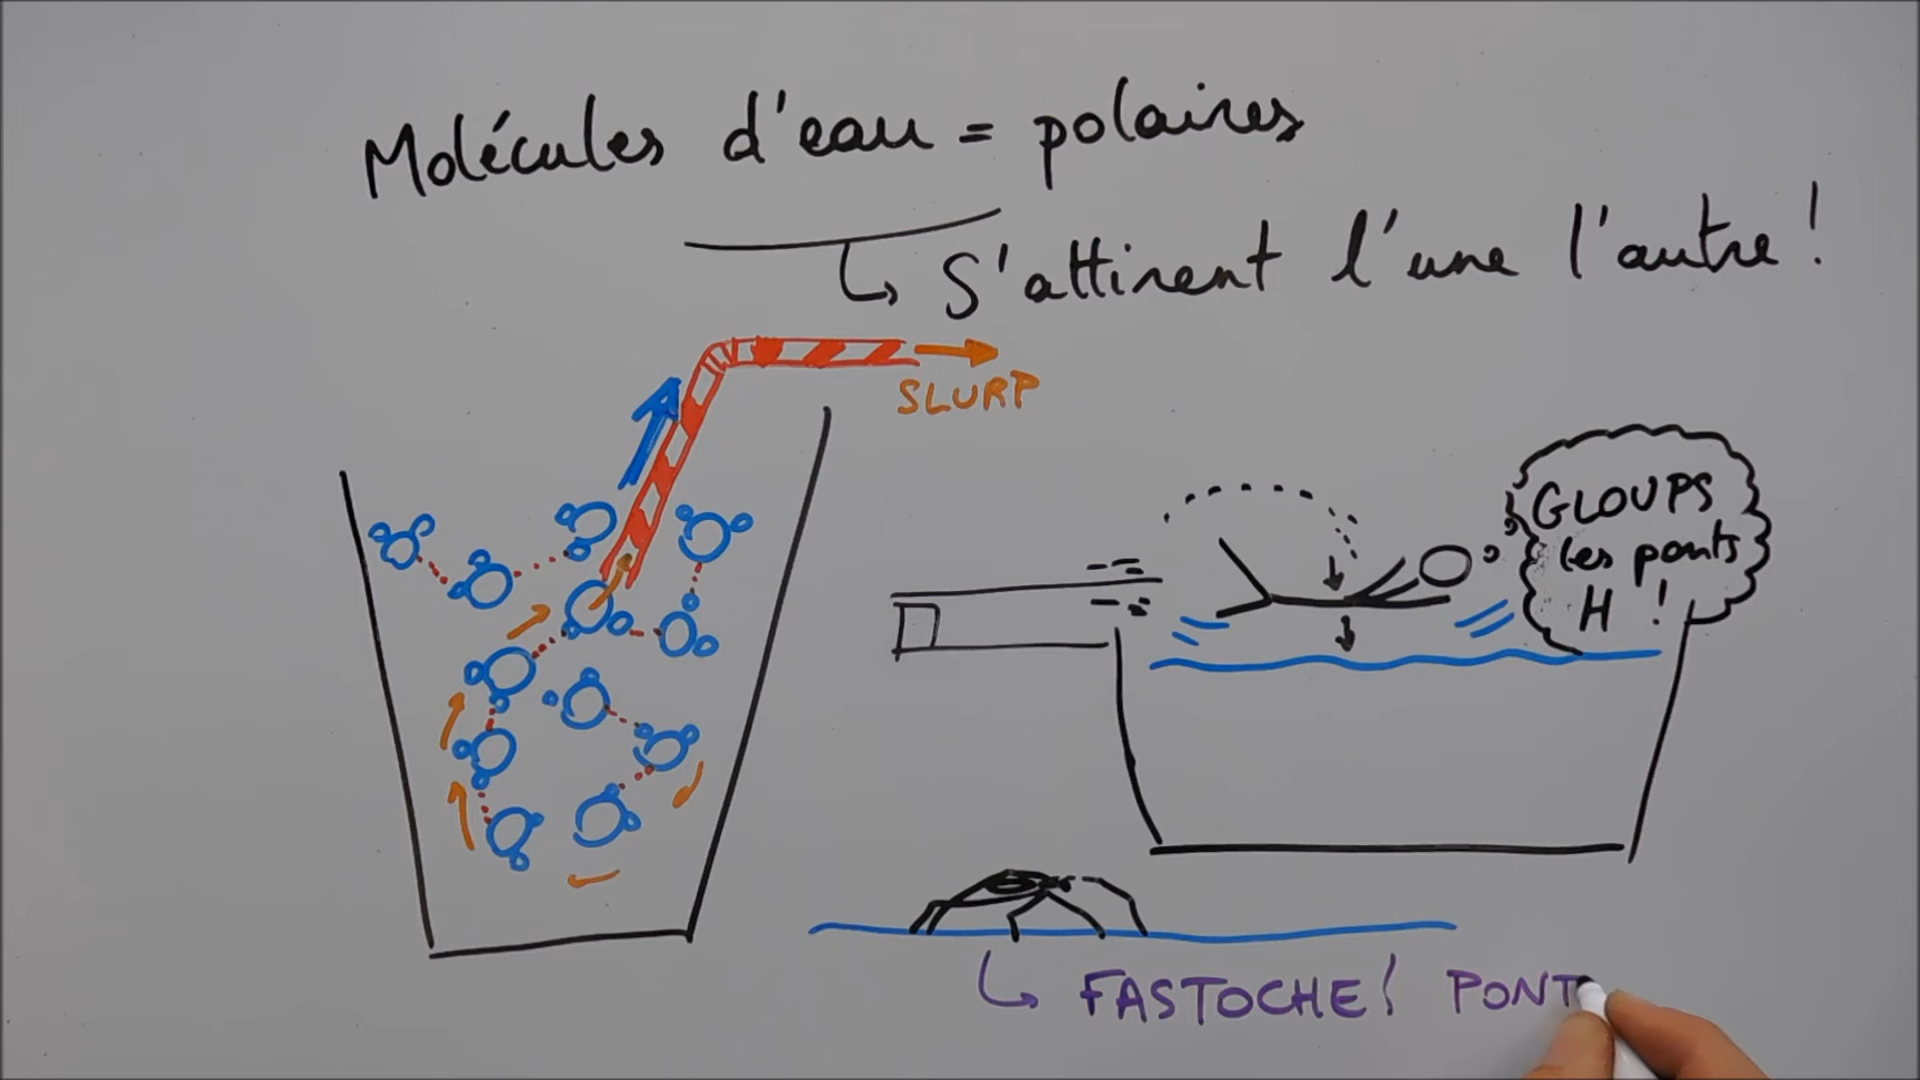 Molécules d'eau = polaires
S'attirent l'une l'autre !
SLURP
GLOUPS
les ponts
H !
FASTOCHE ! PONT